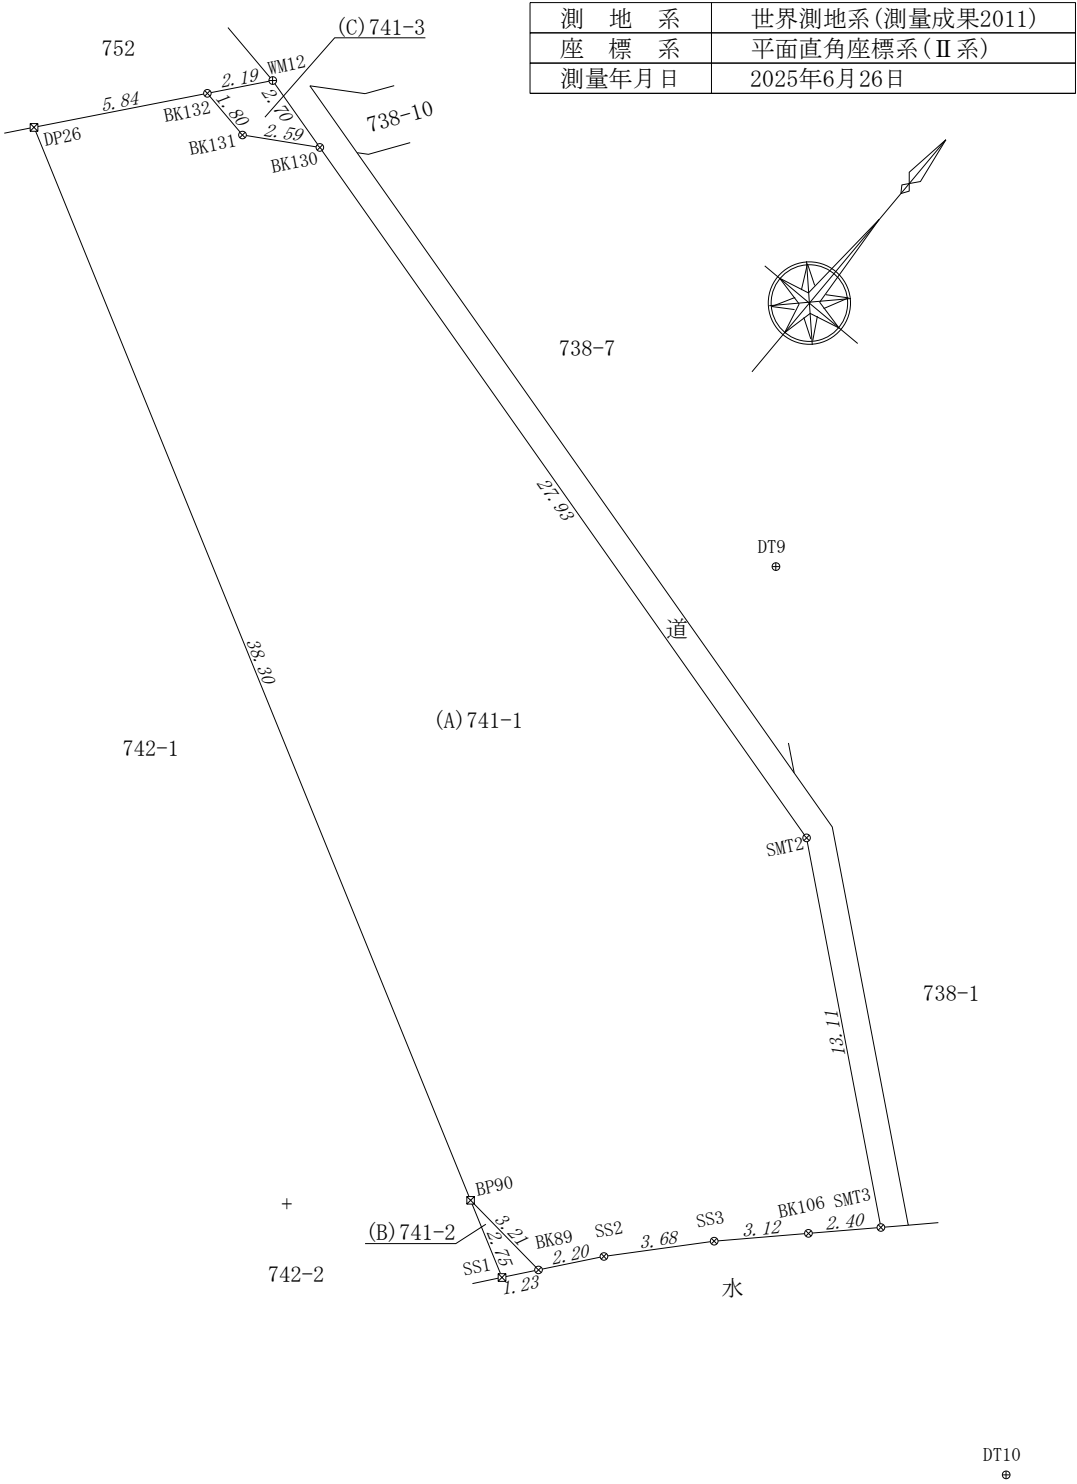 測地系 世界測地系(測量成果2011)
座標系 平面直角座標系(Ⅱ系)
測量年月日 2025年6月26日
(C)741-3
752
WM12
2.19
5.84
BK132
2.70
1.80
738-10
DP26
BK131
2.59
BK130
738-7
27.93
DT9
道
38.30
(A)741-1
742-1
SMT2
738-1
13.11
BP90
+
3.21
BK106
SMT3
(B)741-2
2.75
BK89
SS2
SS3
3.12
2.40
3.68
2.20
SS1
1.23
742-2
水
DT10